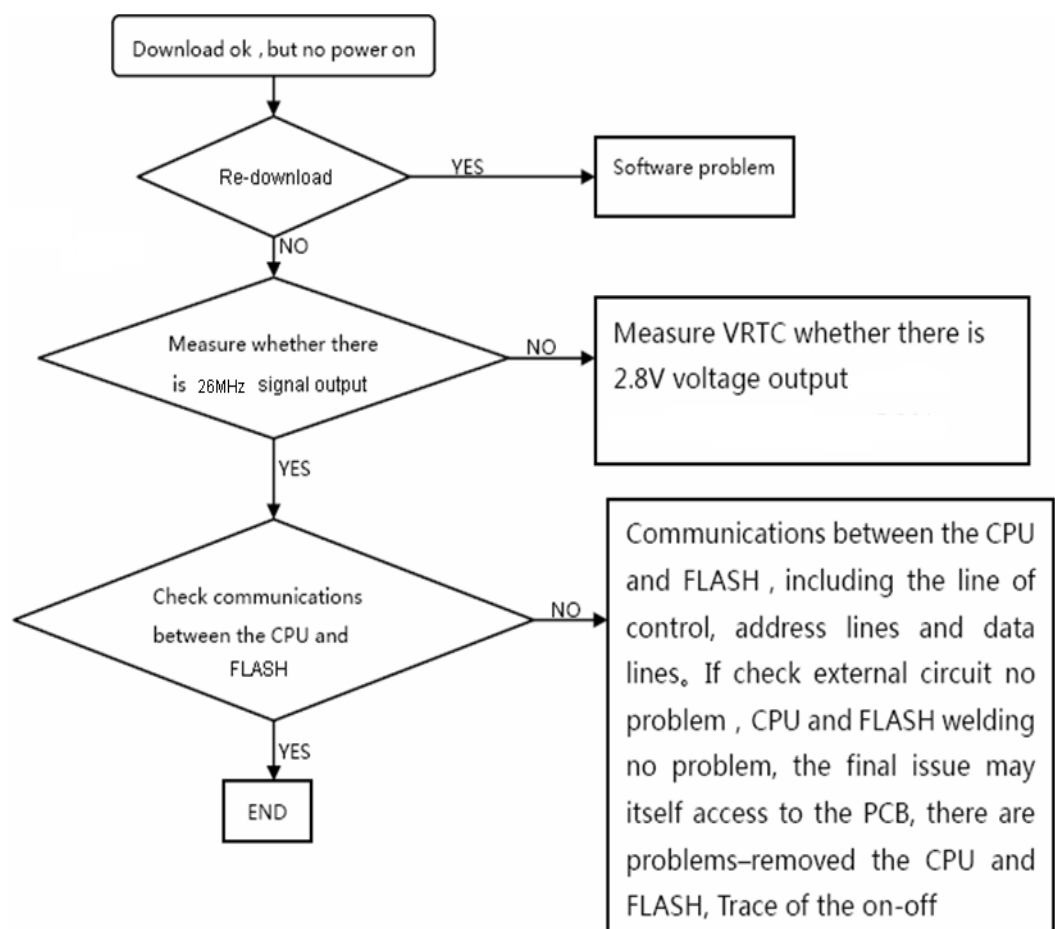 Download ok , but no power on
Re-download
YES
Software problem
NO
Measure whether there
is 26MHz signal output
NO
Measure VRTC whether there is
2.8V voltage output
YES
Check communications
between the CPU and
FLASH
NO
Communications between the CPU
and FLASH , including the line of
control, address lines and data
lines。If check external circuit no
problem , CPU and FLASH welding
no problem, the final issue may
itself access to the PCB, there are
problems–removed the CPU and
FLASH, Trace of the on-off
YES
END